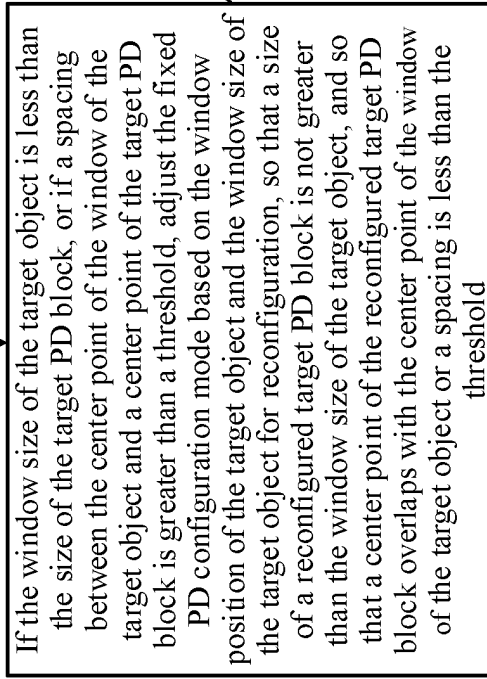 If the window size of the target object is less than
the size of the target PD block, or if a spacing
between the center point of the window of the
target object and a center point of the target PD
block is greater than a threshold, adjust the fixed
PD configuration mode based on the window
position of the target object and the window size of
the target object for reconfiguration, so that a size
of a reconfigured target PD block is not greater
than the window size of the target object, and so
that a center point of the reconfigured target PD
block overlaps with the center point of the window
of the target object or a spacing is less than the
threshold